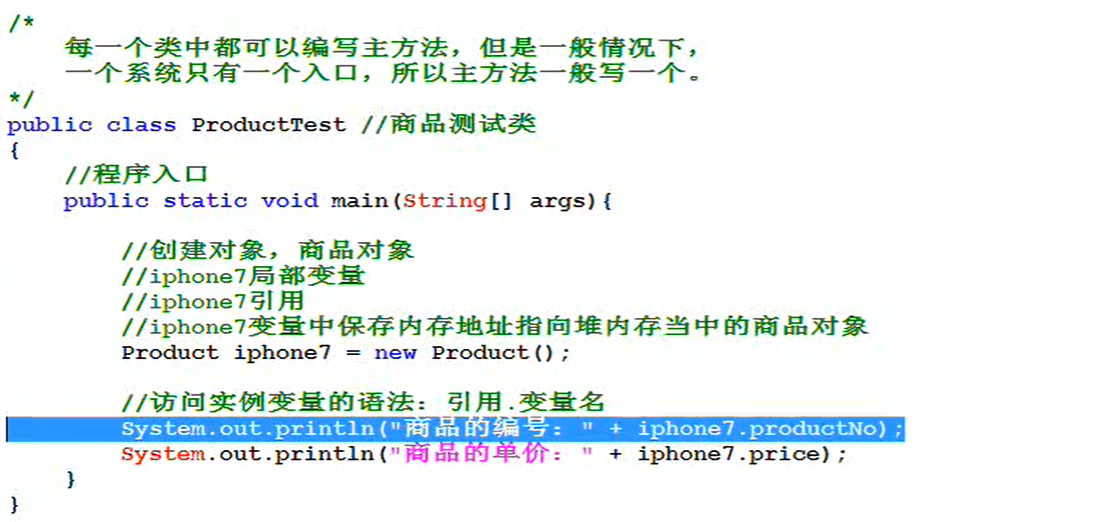 /*
    每一个类中都可以编写主方法，但是一般情况下，
    一个系统只有一个入口，所以主方法一般写一个。
*/
public class ProductTest //商品测试类
{
    //程序入口
    public static void main(String[] args){
        //创建对象，商品对象
        //iphone7局部变量
        //iphone7引用
        //iphone7变量中保存内存地址指向堆内存当中的商品对象
        Product iphone7 = new Product();
        //访问实例变量的语法：引用.变量名
        System.out.println("商品的编号：" + iphone7.productNo);
        System.out.println("商品的单价：" + iphone7.price);
    }
}